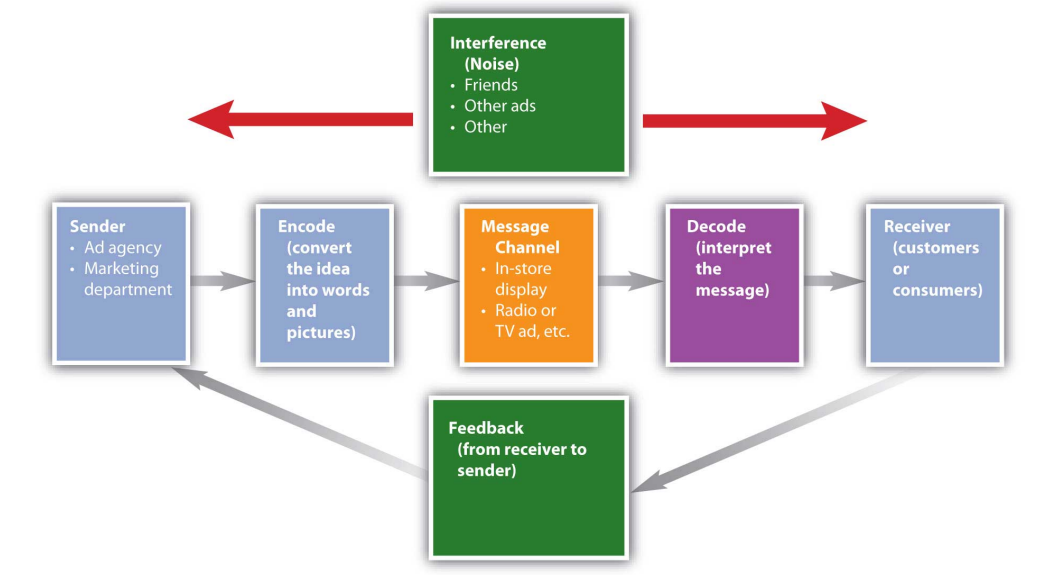 Interference
(Noise)
• Friends
• Other ads
• Other
Sender
• Ad agency
• Marketing
department
Encode
(convert
the idea
into words
and
pictures)
Message
Channel
• In-store
display
• Radio or
TV ad, etc.
Decode
(interpret
the
message)
Receiver
(customers
or
consumers)
Feedback
(from receiver to
sender)